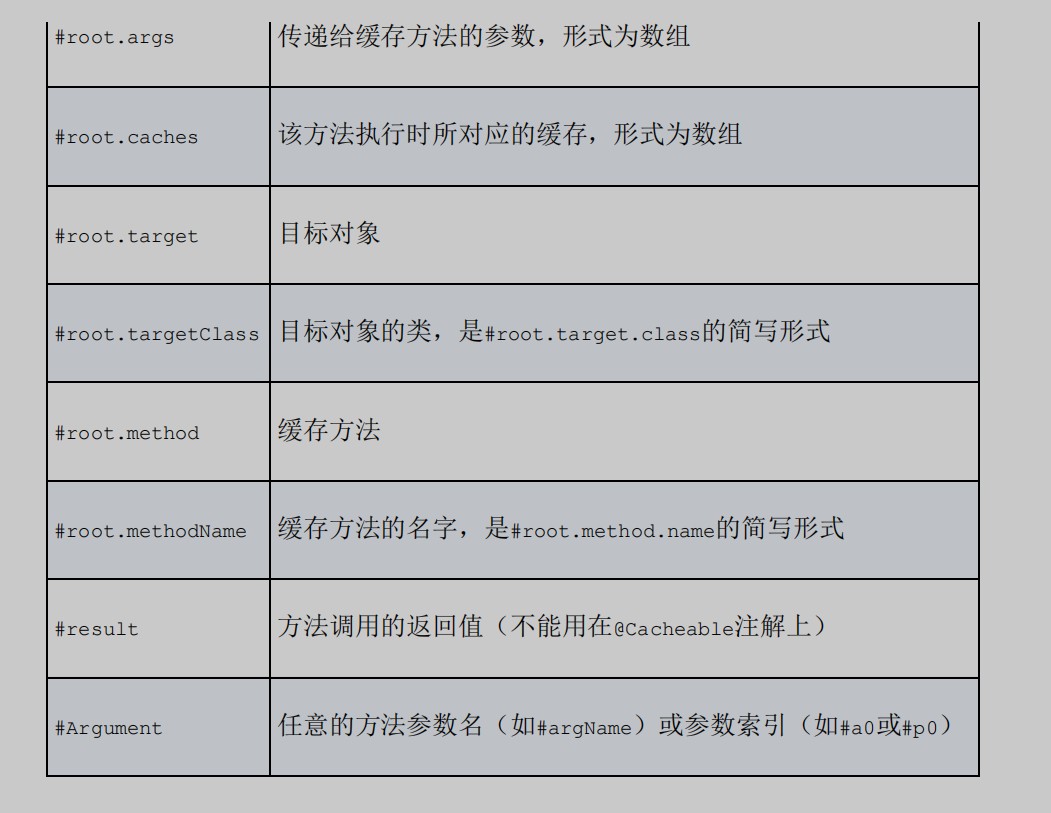 #root.args 传递给缓存方法的参数，形式为数组
#root.caches 该方法执行时所对应的缓存，形式为数组
#root.target 目标对象
#root.targetClass 目标对象的类，是#root.target.class的简写形式
#root.method 缓存方法
#root.methodName 缓存方法的名字，是#root.method.name的简写形式
#result 方法调用的返回值（不能用在@Cacheable注解上）
#Argument 任意的方法参数名（如#argName）或参数索引（如#a0或#p0）